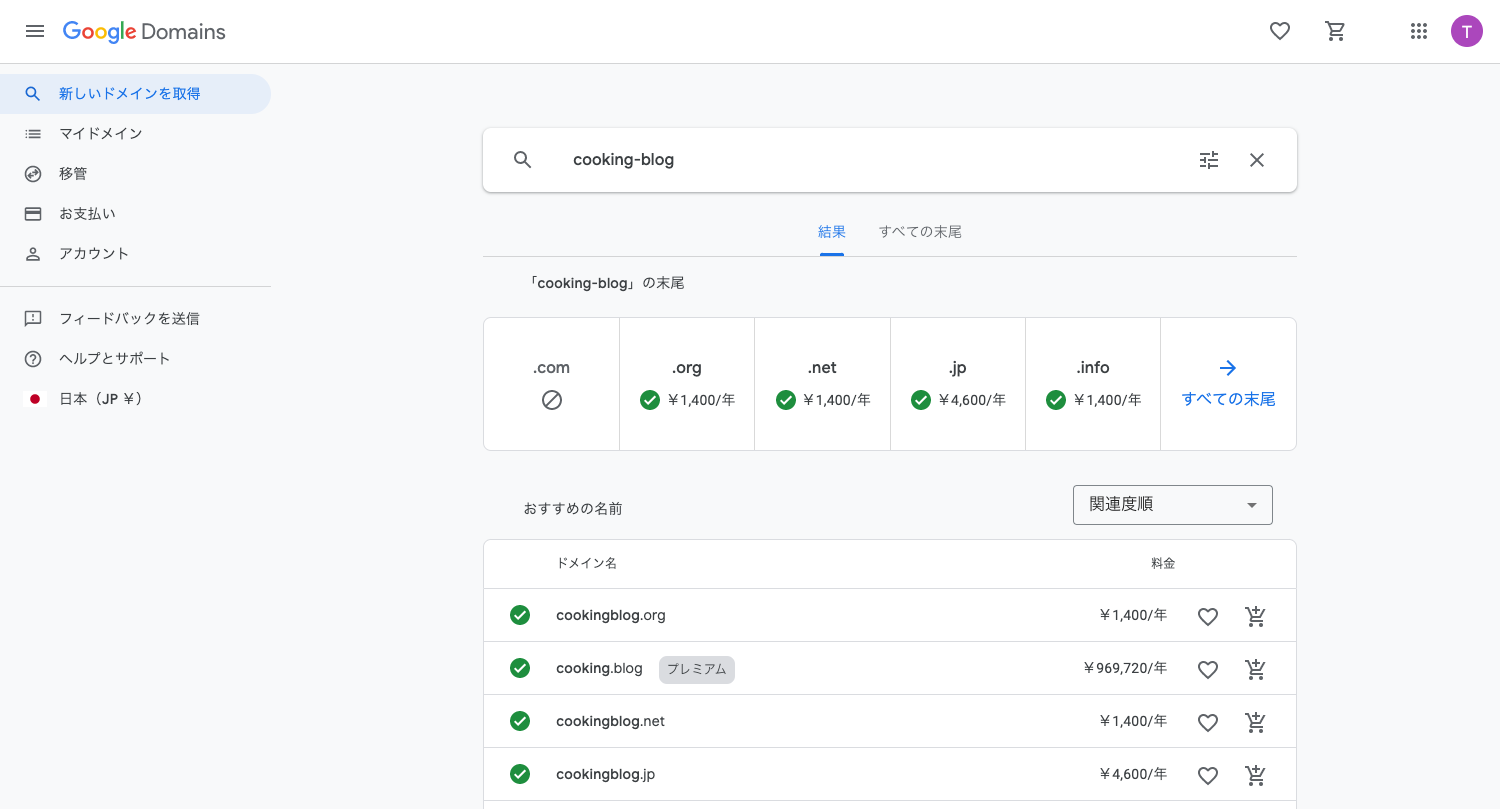 Google Domains
T
新しいドメインを取得
マイドメイン
移管
お支払い
アカウント
フィードバックを送信
ヘルプとサポート
日本（JP ￥）
cooking-blog
結果 すべての末尾
「cooking-blog」の末尾
.com
.org
￥1,400/年
.net
￥1,400/年
.jp
￥4,600/年
.info
￥1,400/年
すべての末尾
おすすめの名前
関連度順
ドメイン名 料金
cookingblog.org ￥1,400/年
cooking.blog プレミアム ￥969,720/年
cookingblog.net ￥1,400/年
cookingblog.jp ￥4,600/年